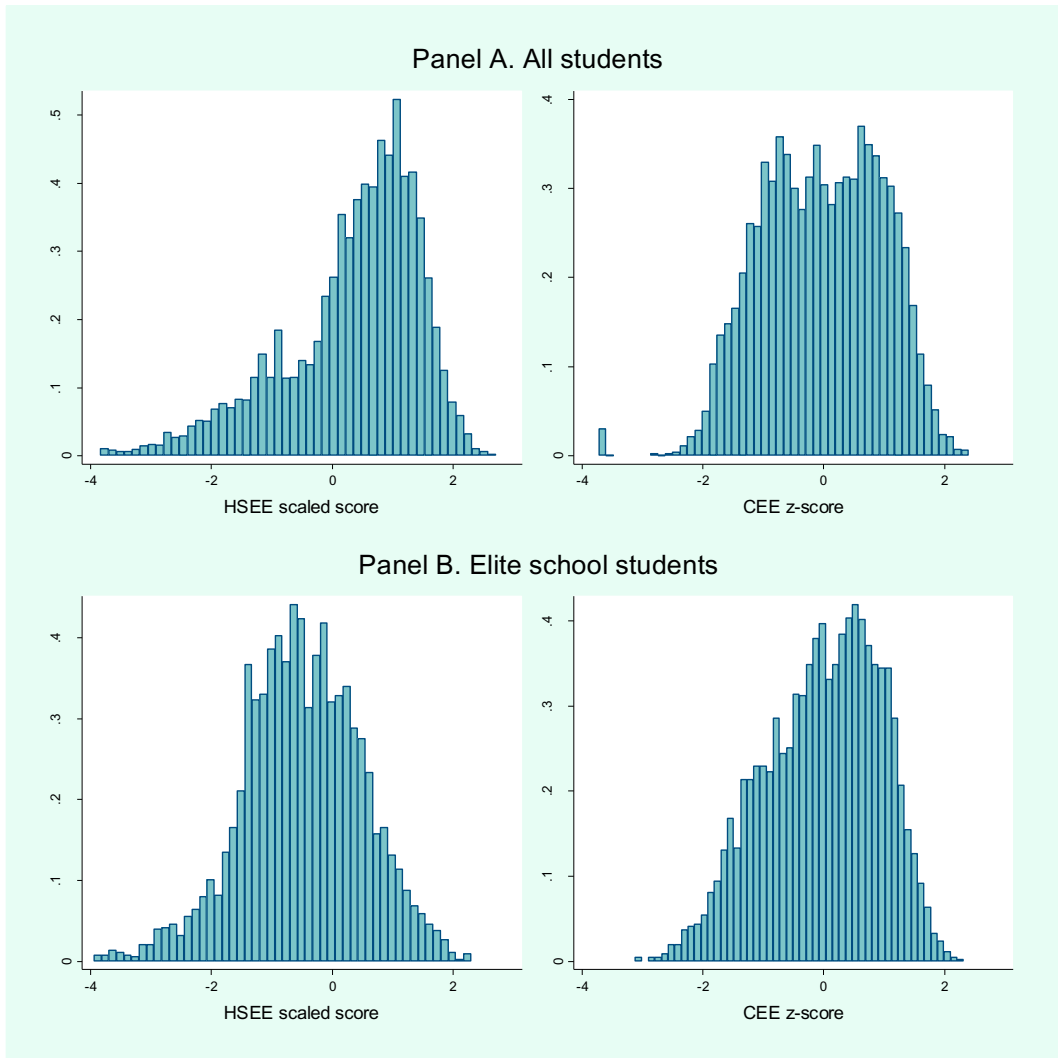 Panel A. All students
.5
.4
.3
.2
.1
0
-4 -2 0 2
HSEE scaled score
.4
.3
.2
.1
0
-4 -2 0 2
CEE z-score
Panel B. Elite school students
.4
.3
.2
.1
0
-4 -2 0 2
HSEE scaled score
.4
.3
.2
.1
0
-4 -2 0 2
CEE z-score